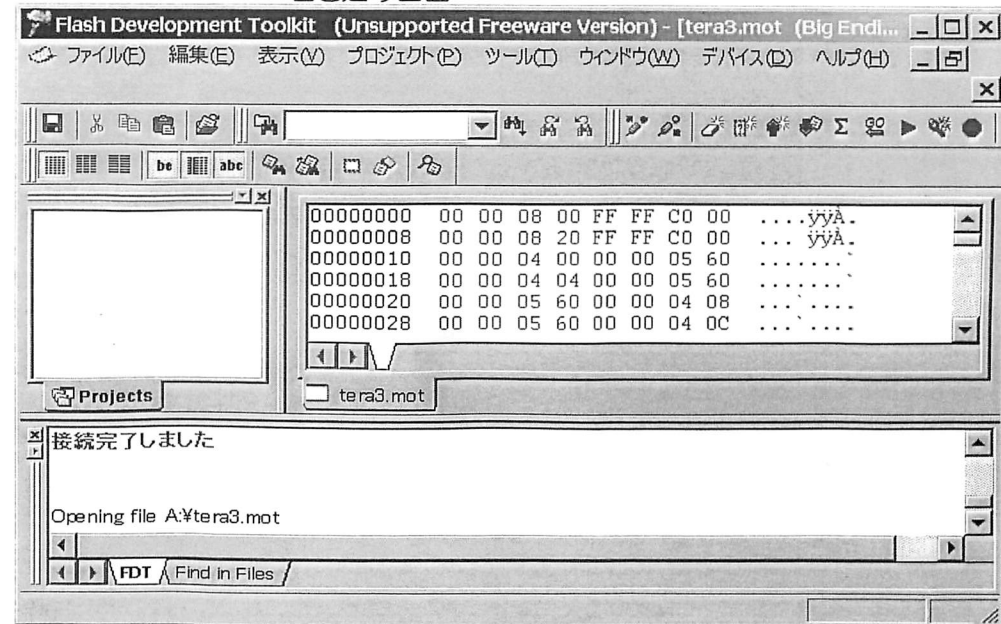 Flash Development Toolkit (Unsupported Freeware Version) - [tera3.mot (Big Endi...
ファイル(F) 編集(E) 表示(V) プロジェクト(P) ツール(T) ウィンドウ(W) デバイス(D) ヘルプ(H)
be abc Σ GO
00000000 00 00 08 00 FF FF C0 00 ....ÿÿÀ.
00000008 00 00 08 20 FF FF C0 00 ... ÿÿÀ.
00000010 00 00 04 00 00 00 05 60 .......`
00000018 00 00 04 04 00 00 05 60 .......`
00000020 00 00 05 60 00 00 04 08 ...`....
00000028 00 00 05 60 00 00 04 0C ...`....
Projects
tera3.mot
接続完了しました
Opening file A:¥tera3.mot
FDT Find in Files